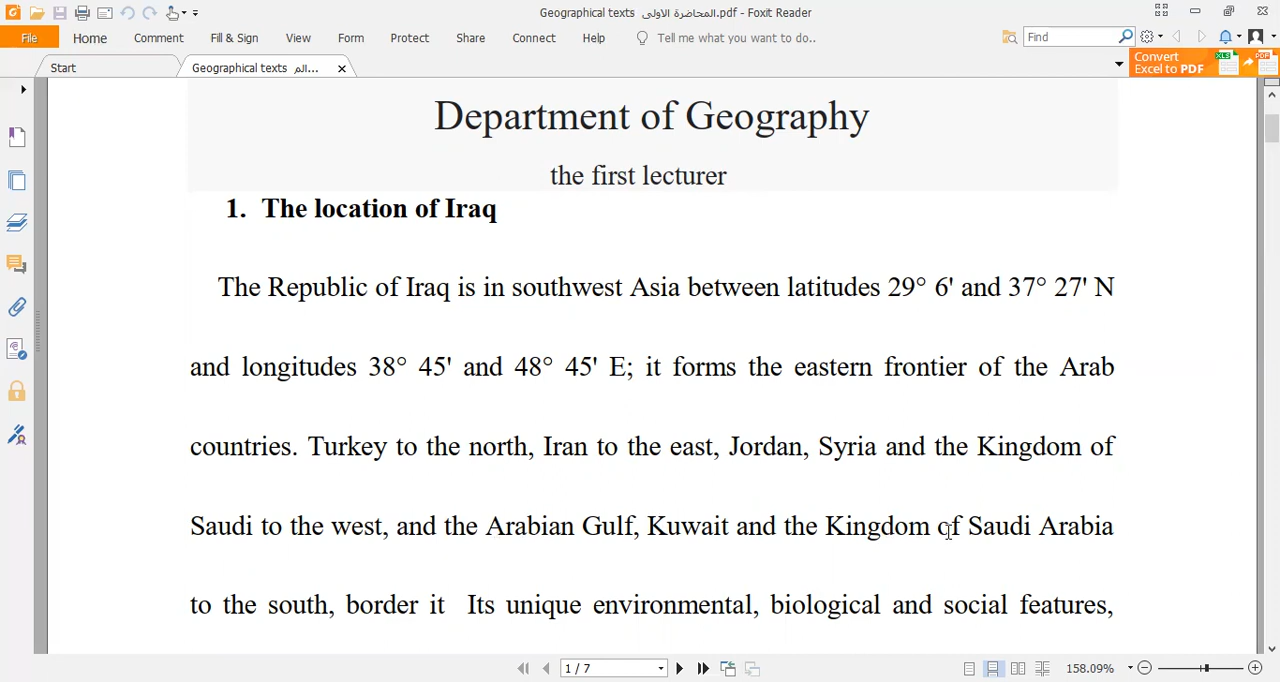 Geographical texts المحاضرة الاولى.pdf - Foxit Reader
File Home Comment Fill & Sign View Form Protect Share Connect Help Tell me what you want to do.. Find
Start Geographical texts الم... Convert
Excel to PDF
Department of Geography
the first lecturer
1. The location of Iraq
The Republic of Iraq is in southwest Asia between latitudes 29° 6' and 37° 27' N
and longitudes 38° 45' and 48° 45' E; it forms the eastern frontier of the Arab
countries. Turkey to the north, Iran to the east, Jordan, Syria and the Kingdom of
Saudi to the west, and the Arabian Gulf, Kuwait and the Kingdom of Saudi Arabia
to the south, border it Its unique environmental, biological and social features,
1 / 7 158.09%